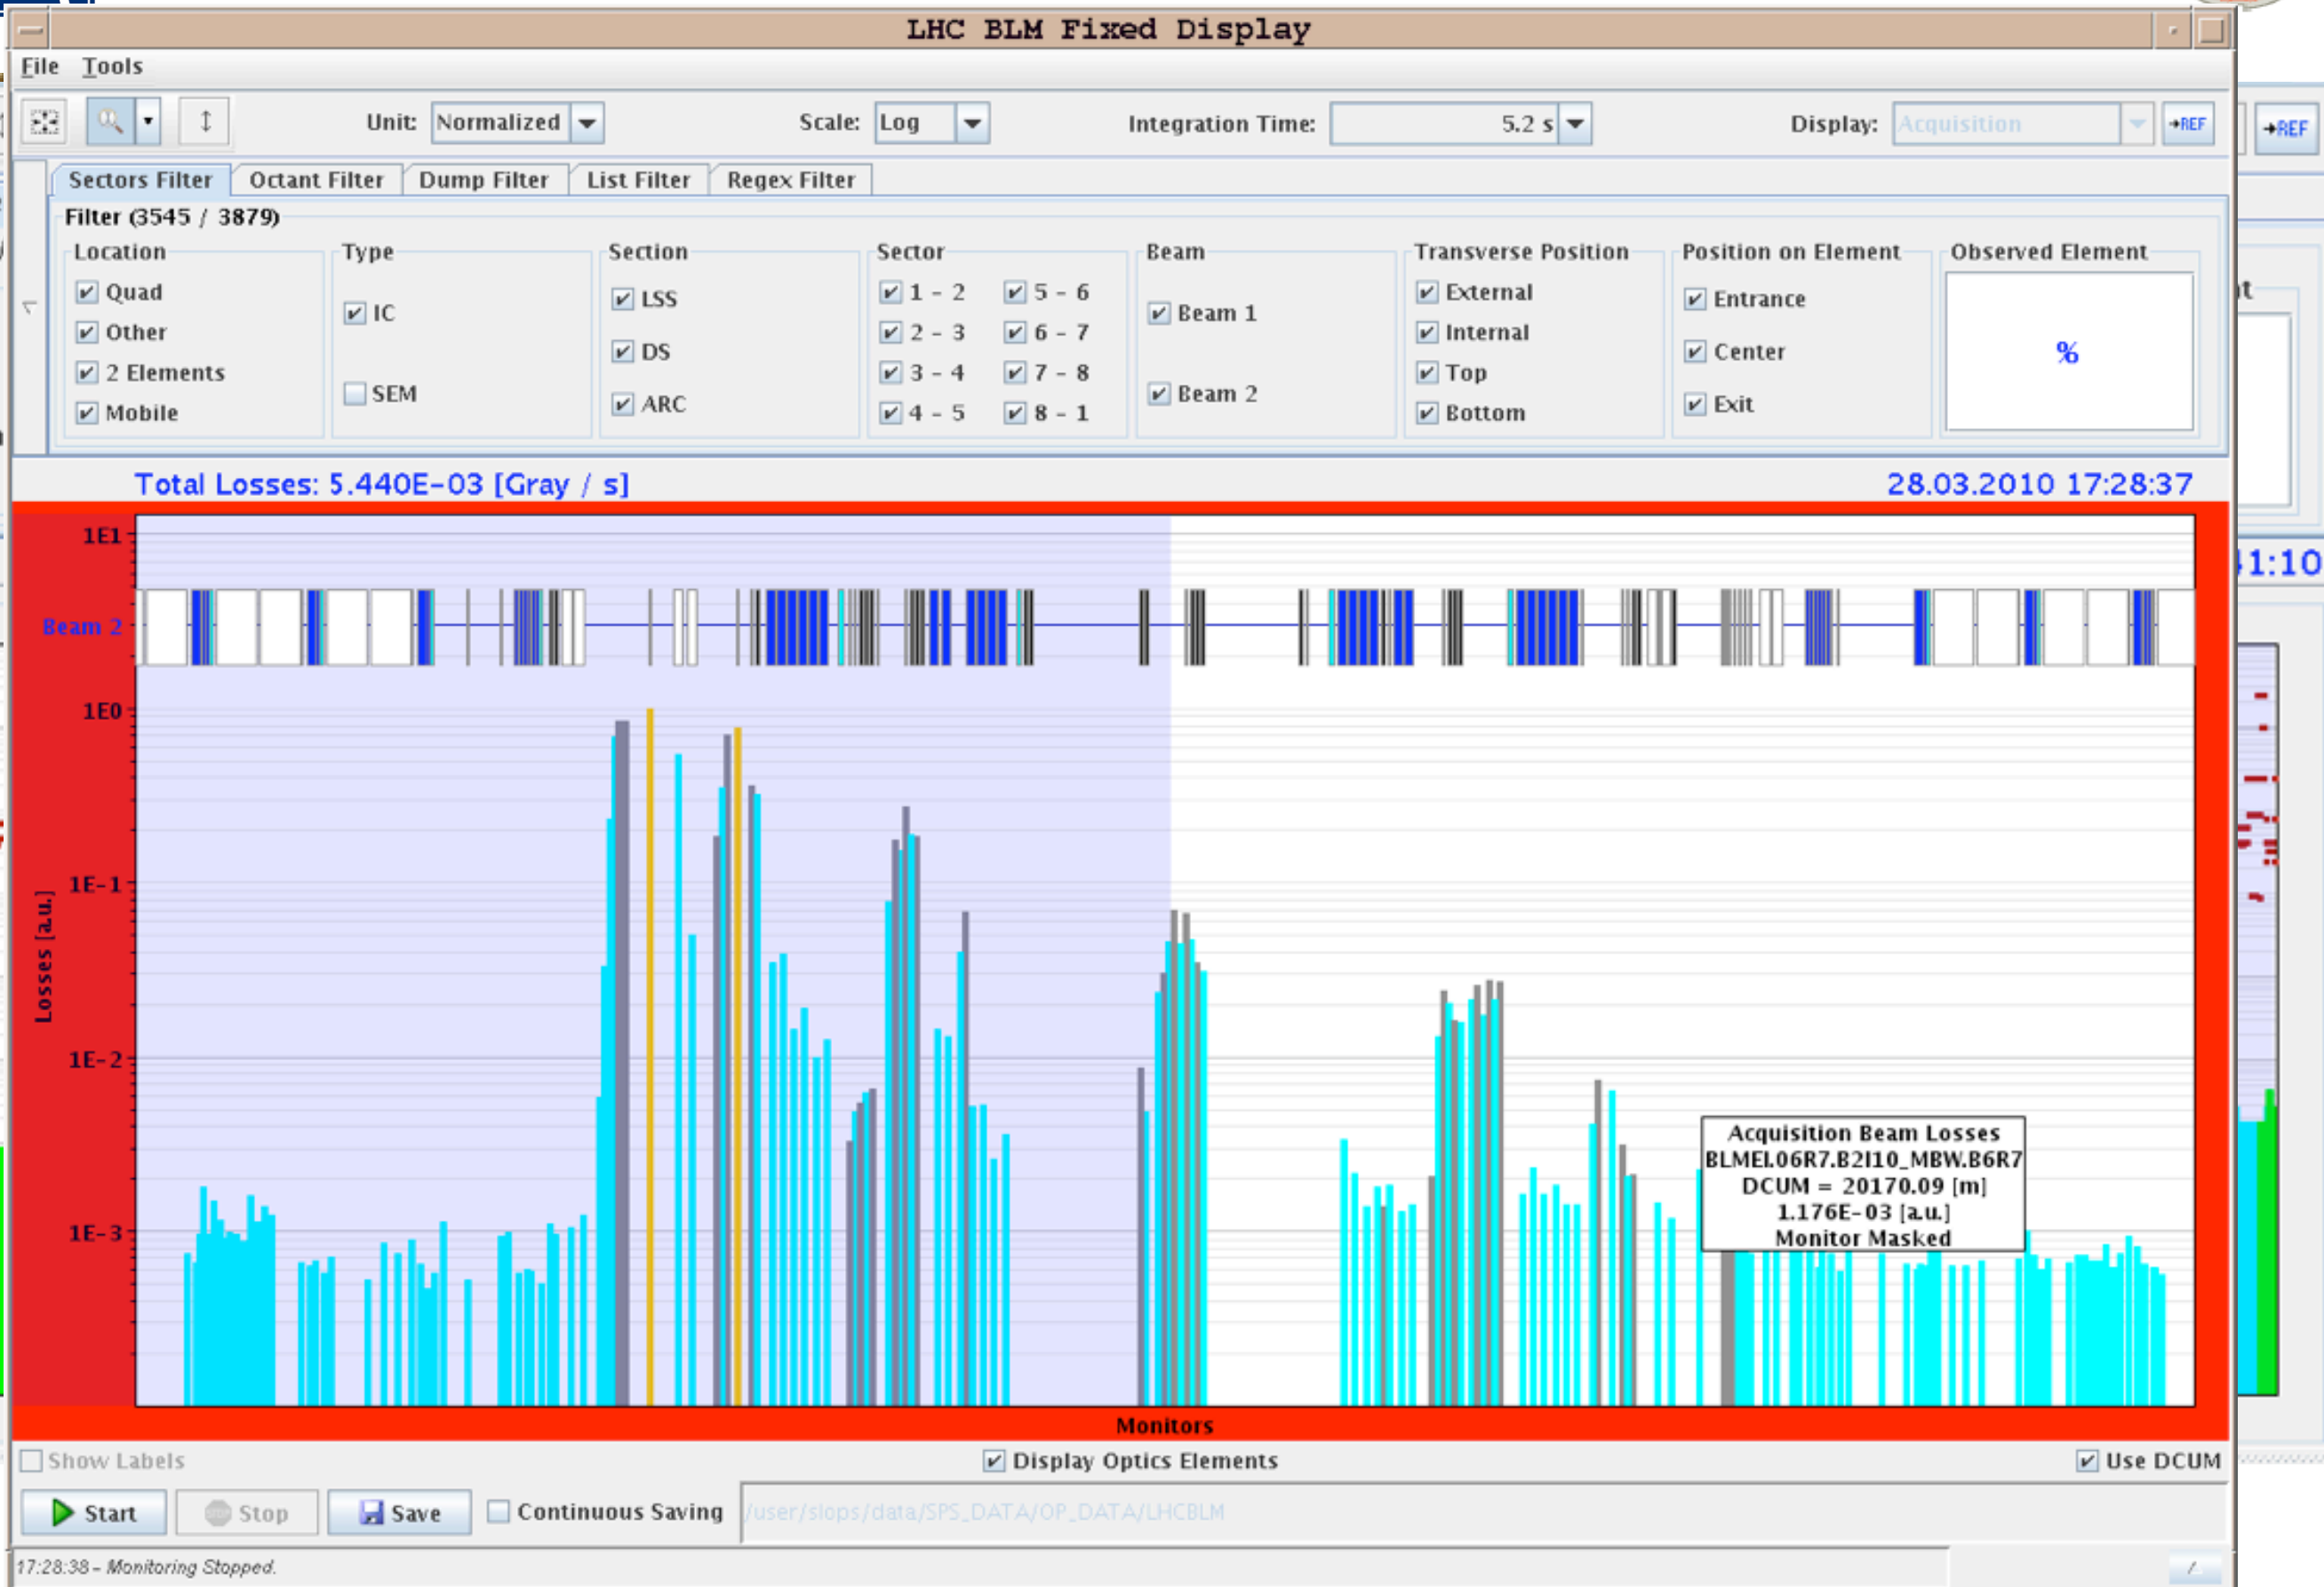 LHC BLM Fixed Display
File Tools
Unit: Normalized Scale: Log Integration Time: 5.2 s Display: Acquisition →REF
→REF
Sectors Filter Octant Filter Dump Filter List Filter Regex Filter
Filter (3545 / 3879)
Location Type Section Sector Beam Transverse Position Position on Element Observed Element
Quad
Other
2 Elements
Mobile
IC
SEM
LSS
DS
ARC
1 - 2 5 - 6
2 - 3 6 - 7
3 - 4 7 - 8
4 - 5 8 - 1
Beam 1
Beam 2
External
Internal
Top
Bottom
Entrance
Center
Exit
%
Total Losses: 5.440E-03 [Gray / s] 28.03.2010 17:28:37
1:10
1E1
Beam 2
1E0
1E-1
1E-2
1E-3
Losses [a.u.]
Acquisition Beam Losses
BLMEI.06R7.B2I10_MBW.B6R7
DCUM = 20170.09 [m]
1.176E-03 [a.u.]
Monitor Masked
Monitors
Show Labels Display Optics Elements Use DCUM
Start Stop Save Continuous Saving /user/slops/data/SPS_DATA/OP_DATA/LHCBLM
17:28:38 - Monitoring Stopped.